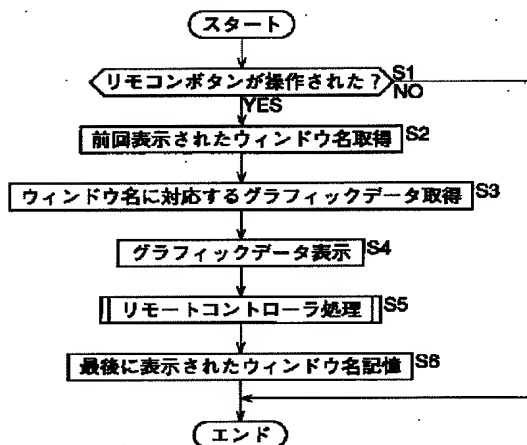 スタート
リモコンボタンが操作された？ S1
NO
YES
前回表示されたウィンドウ名取得 S2
ウィンドウ名に対応するグラフィックデータ取得 S3
グラフィックデータ表示 S4
リモートコントローラ処理 S5
最後に表示されたウィンドウ名記憶 S6
エンド